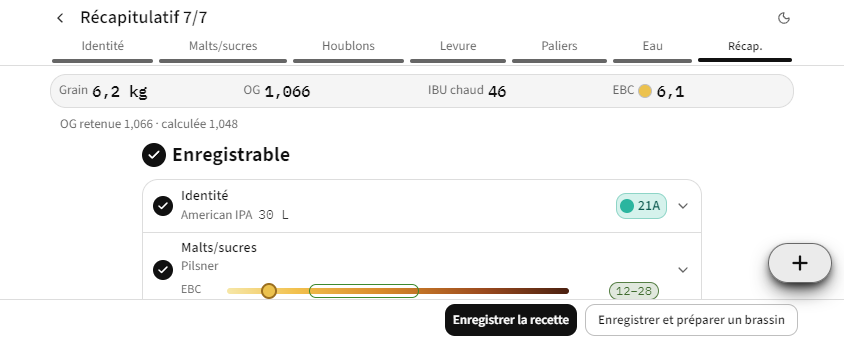 Récapitulatif 7/7
Identité Malts/sucres Houblons Levure Paliers Eau Récap.
Grain 6,2 kg OG 1,066 IBU chaud 46 EBC 6,1
OG retenue 1,066 · calculée 1,048
Enregistrable
Identité
American IPA 30 L 21A
Malts/sucres
Pilsner
EBC 12–28
Enregistrer la recette Enregistrer et préparer un brassin